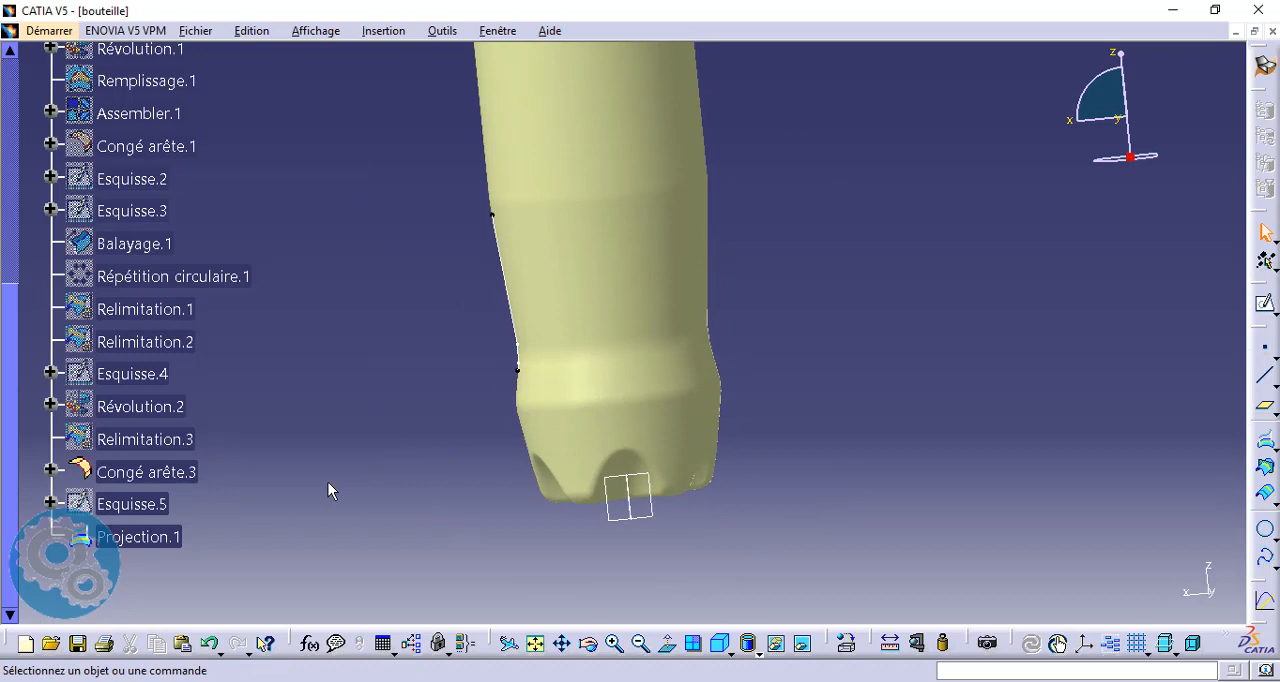 CATIA V5 - [bouteille]
Démarrer ENOVIA V5 VPM Fichier Edition Affichage Insertion Outils Fenêtre Aide
Révolution.1
Remplissage.1
Assembler.1
Congé arête.1
Esquisse.2
Esquisse.3
Balayage.1
Répétition circulaire.1
Relimitation.1
Relimitation.2
Esquisse.4
Révolution.2
Relimitation.3
Congé arête.3
Esquisse.5
Projection.1
z
x
y
z
x
y
f(x)
CATIA
Sélectionnez un objet ou une commande